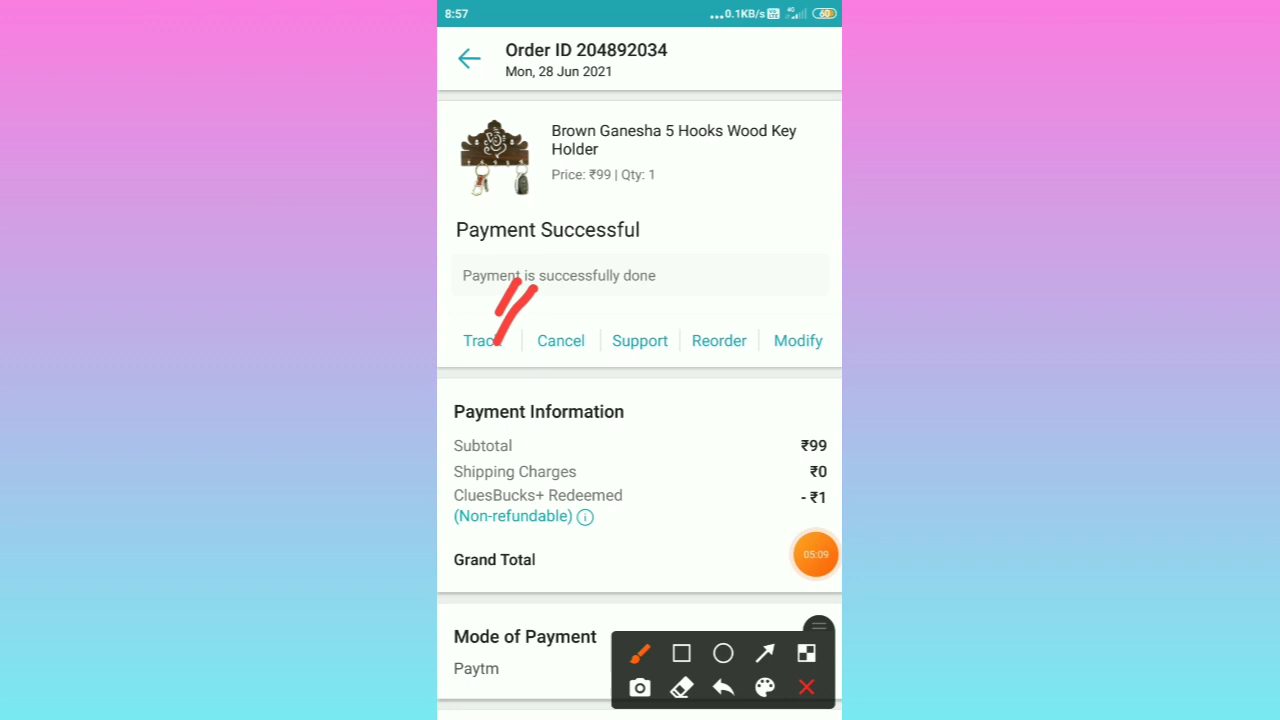 8:57
...0.1KB/s 4G 60
Order ID 204892034
Mon, 28 Jun 2021
Brown Ganesha 5 Hooks Wood Key
Holder
Price: ₹99 | Qty: 1
Payment Successful
Payment is successfully done
Track Cancel Support Reorder Modify
Payment Information
Subtotal ₹99
Shipping Charges ₹0
CluesBucks+ Redeemed - ₹1
(Non-refundable)
Grand Total
05:09
Mode of Payment
Paytm